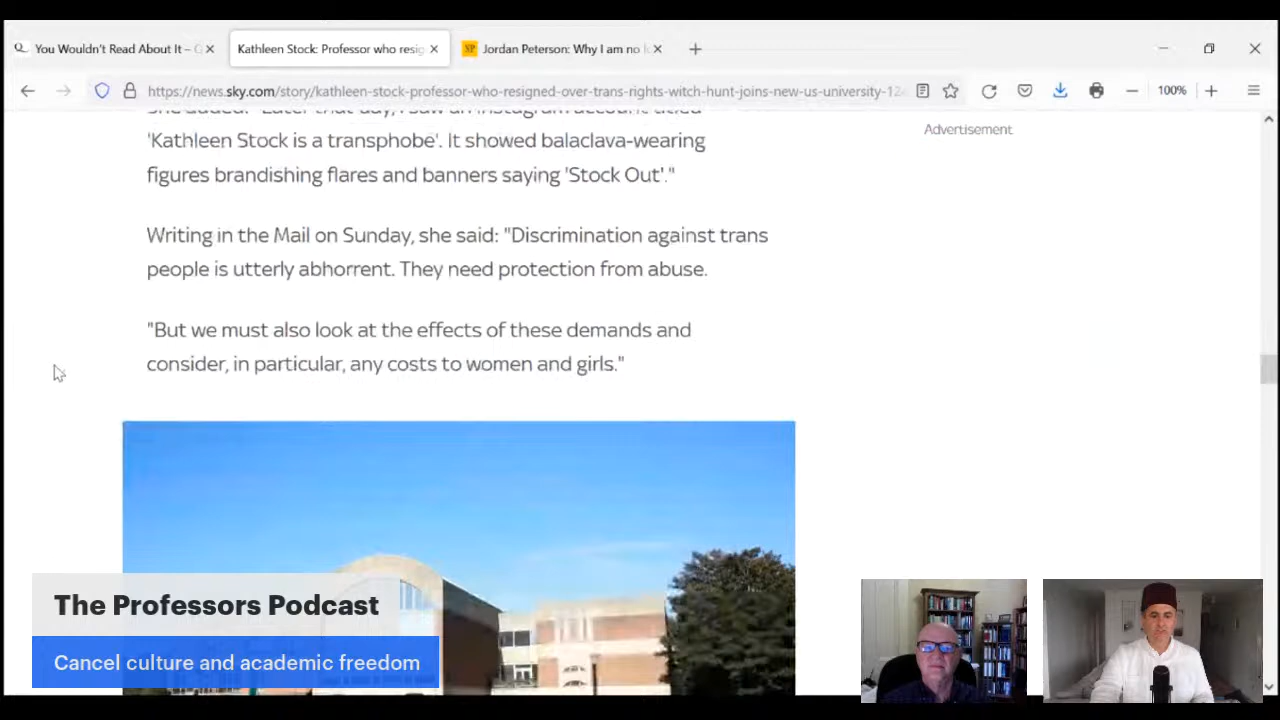 You Wouldn't Read About It –
Kathleen Stock: Professor who resig
SP Jordan Peterson: Why I am no l
https://news.sky.com/story/kathleen-stock-professor-who-resigned-over-trans-rights-witch-hunt-joins-new-us-university-12
100%
Advertisement
'Kathleen Stock is a transphobe'. It showed balaclava-wearing
figures brandishing flares and banners saying 'Stock Out'."
Writing in the Mail on Sunday, she said: "Discrimination against trans
people is utterly abhorrent. They need protection from abuse.
"But we must also look at the effects of these demands and
consider, in particular, any costs to women and girls."
The Professors Podcast
Cancel culture and academic freedom